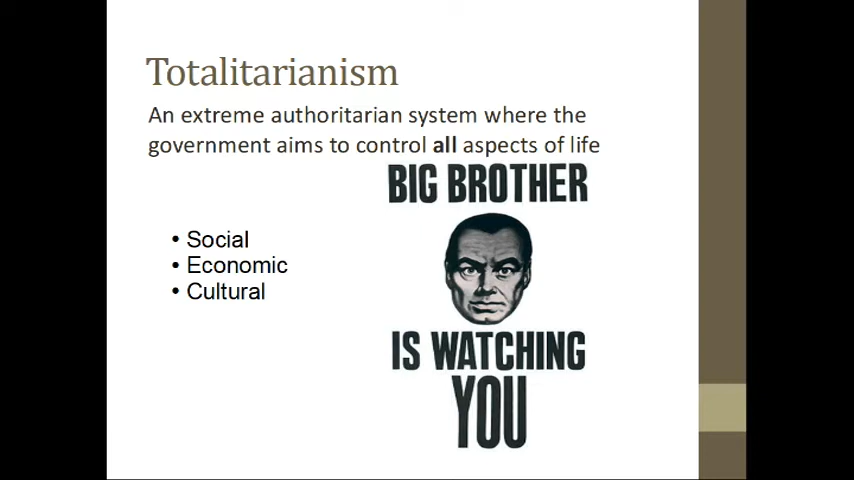 Totalitarianism
An extreme authoritarian system where the
government aims to control all aspects of life
BIG BROTHER
• Social
• Economic
• Cultural
IS WATCHING
YOU